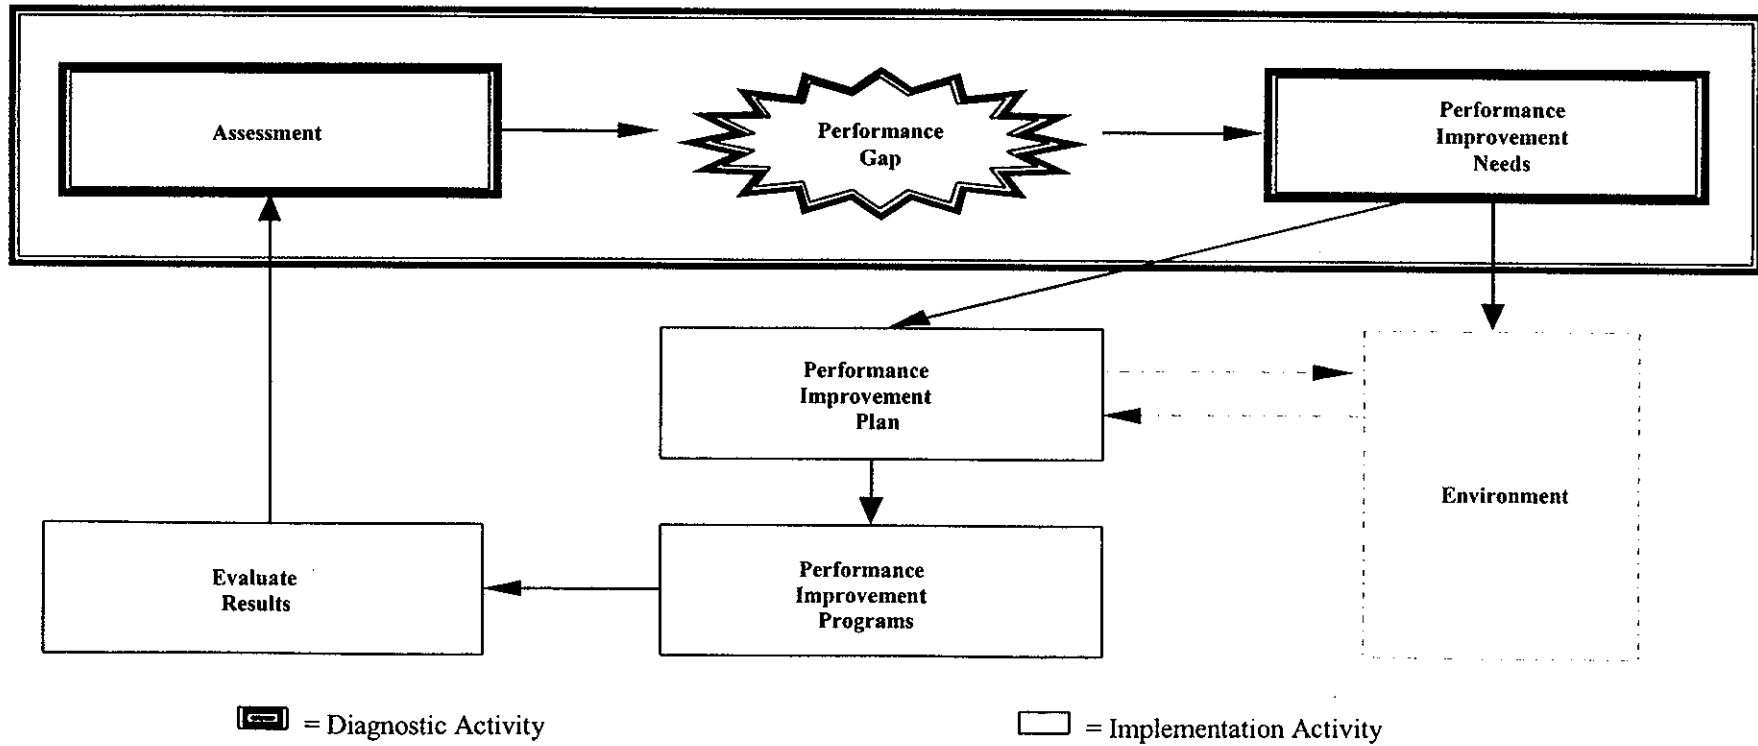 Assessment
Performance
Gap
Performance
Improvement
Needs
Performance
Improvement
Plan
Environment
Evaluate
Results
Performance
Improvement
Programs
= Diagnostic Activity
= Implementation Activity